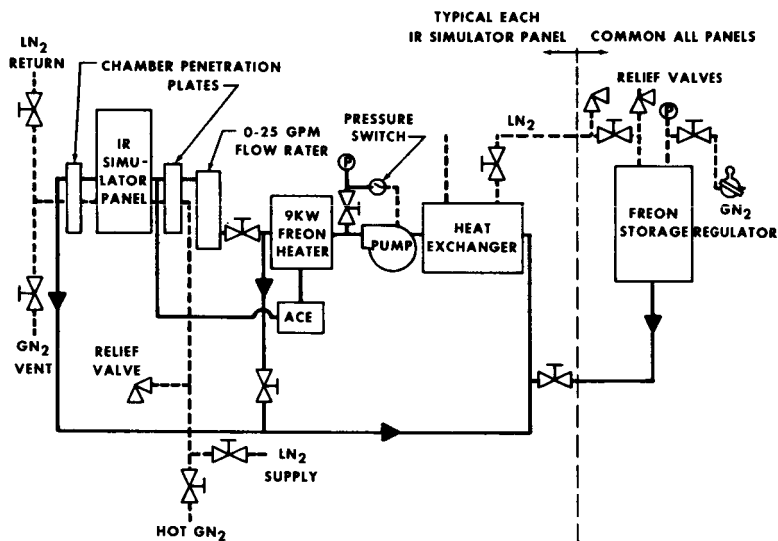 TYPICAL EACH
IR SIMULATOR PANEL
COMMON ALL PANELS
LN2
RETURN
CHAMBER PENETRATION
PLATES
0-25 GPM
FLOW RATER
PRESSURE
SWITCH
LN2
RELIEF VALVES
P
P
IR
SIMU-
LATOR
PANEL
9KW
FREON
HEATER
PUMP
HEAT
EXCHANGER
FREON
STORAGE
GN2
REGULATOR
ACE
GN2
VENT
RELIEF
VALVE
LN2
SUPPLY
HOT GN2